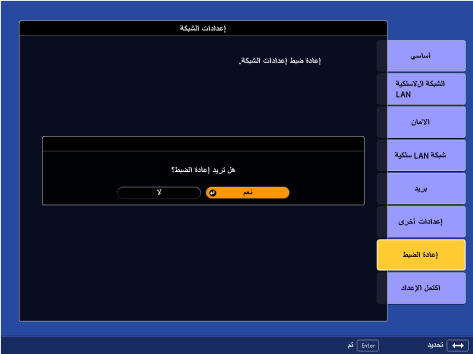 إعدادات الشبكة
إعادة ضبط إعدادات الشبكة.
هل تريد إعادة الضبط؟
نعم
لا
أساسي
الشبكة اللاسلكية
LAN
الأمان
شبكة LAN سلكية
بريد
إعدادات أخرى
إعادة الضبط
اكتمل الإعداد
تحديد
Enter تم